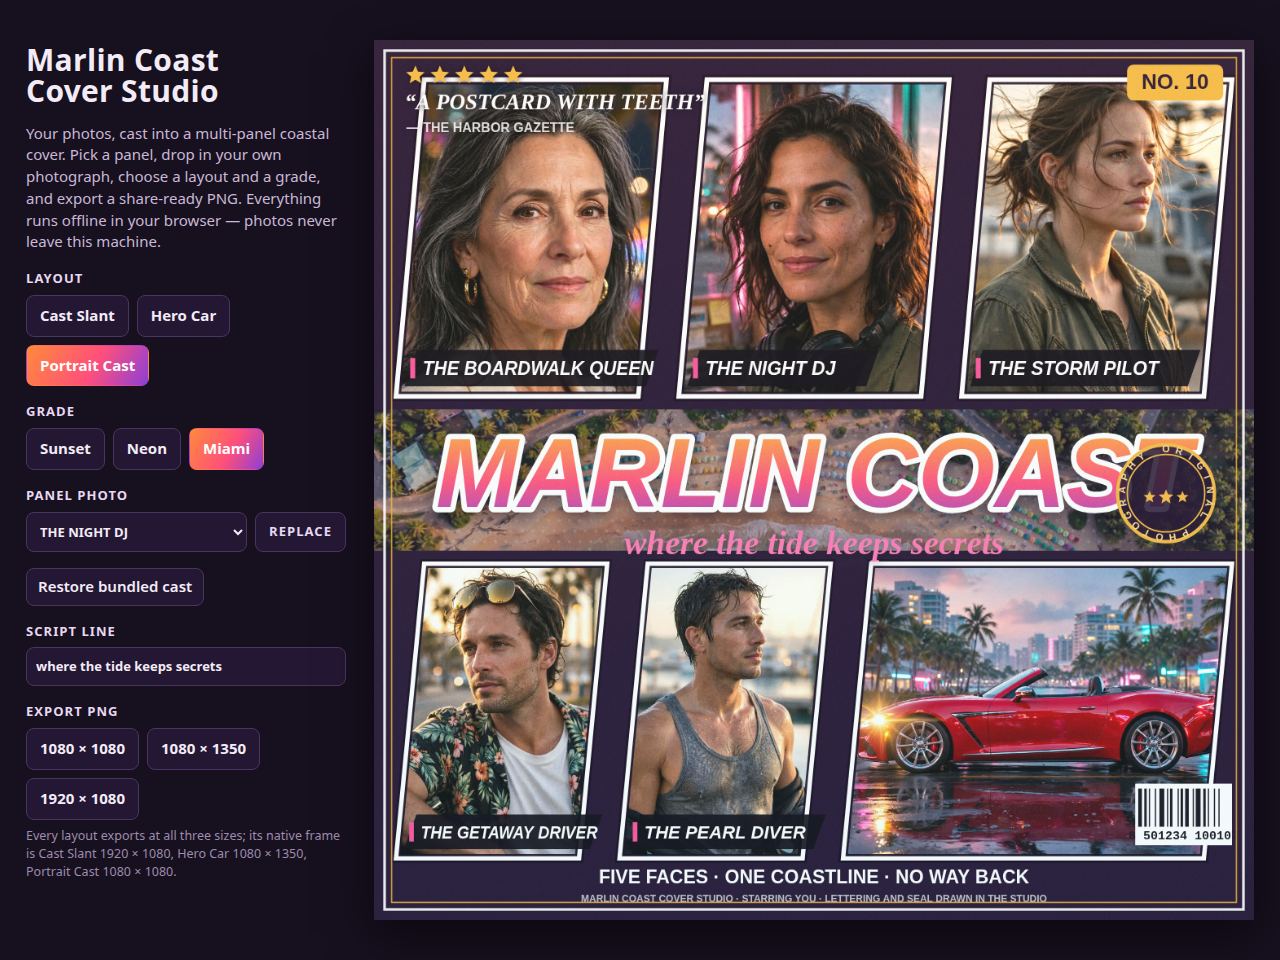 Marlin Coast
Cover Studio
Your photos, cast into a multi-panel coastal
cover. Pick a panel, drop in your own
photograph, choose a layout and a grade,
and export a share-ready PNG. Everything
runs offline in your browser — photos never
leave this machine.
LAYOUT
Cast Slant
Hero Car
Portrait Cast
GRADE
Sunset
Neon
Miami
PANEL PHOTO
THE NIGHT DJ
REPLACE
Restore bundled cast
SCRIPT LINE
where the tide keeps secrets
EXPORT PNG
1080 × 1080
1080 × 1350
1920 × 1080
Every layout exports at all three sizes; its native frame
is Cast Slant 1920 × 1080, Hero Car 1080 × 1350,
Portrait Cast 1080 × 1080.
“A POSTCARD WITH TEETH”
— THE HARBOR GAZETTE
NO. 10
THE BOARDWALK QUEEN
THE NIGHT DJ
THE STORM PILOT
MARLIN COAST
ORIGINAL PHOTOGRAPHY
where the tide keeps secrets
THE GETAWAY DRIVER
THE PEARL DIVER
8 501234 10010
FIVE FACES · ONE COASTLINE · NO WAY BACK
MARLIN COAST COVER STUDIO · STARRING YOU · LETTERING AND SEAL DRAWN IN THE STUDIO